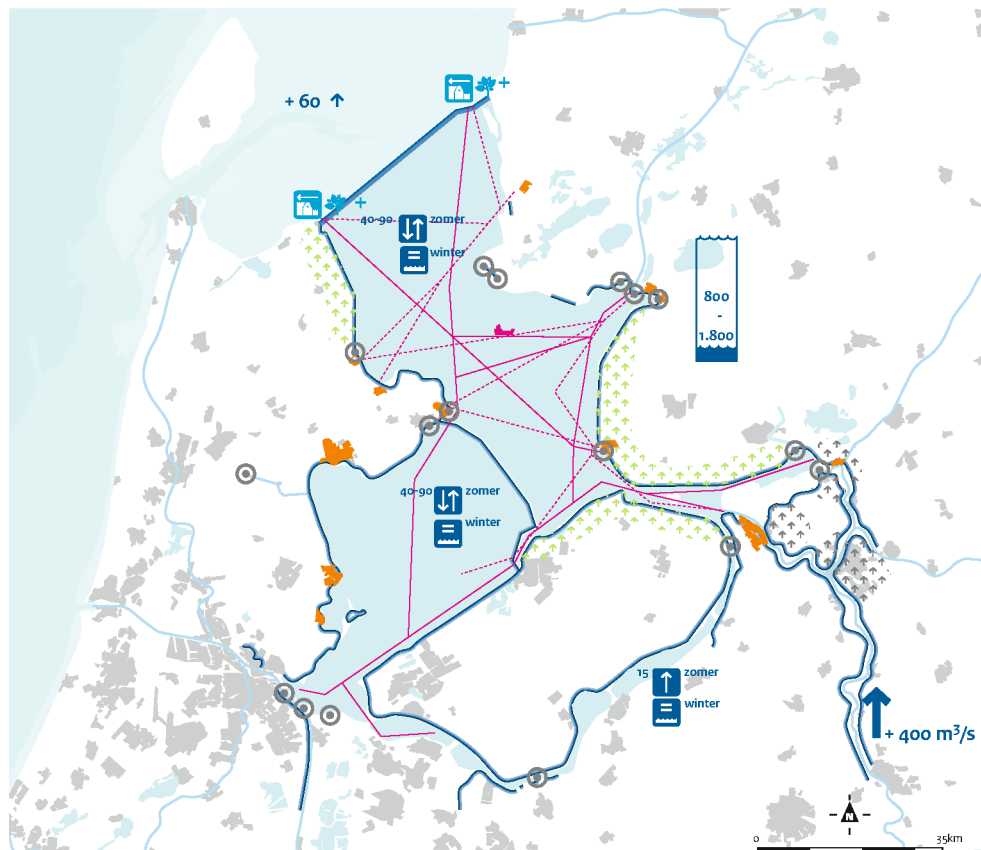 + 60
40-90 zomer
winter
800
-
1.800
40-90 zomer
winter
15 zomer
winter
+ 400 m³/s
N
0 35km